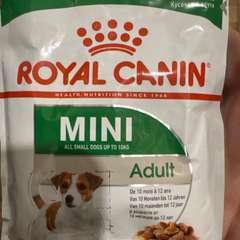 ROYAL CANIN
HEALTH NUTRITION SINCE 1968
MINI
ALL SMALL DOGS UP TO 10KG
Adult
De 10 mois à 12 ans
Von 10 Monaten bis 12 Jahren
Van 10 maanden tot 12 jaar